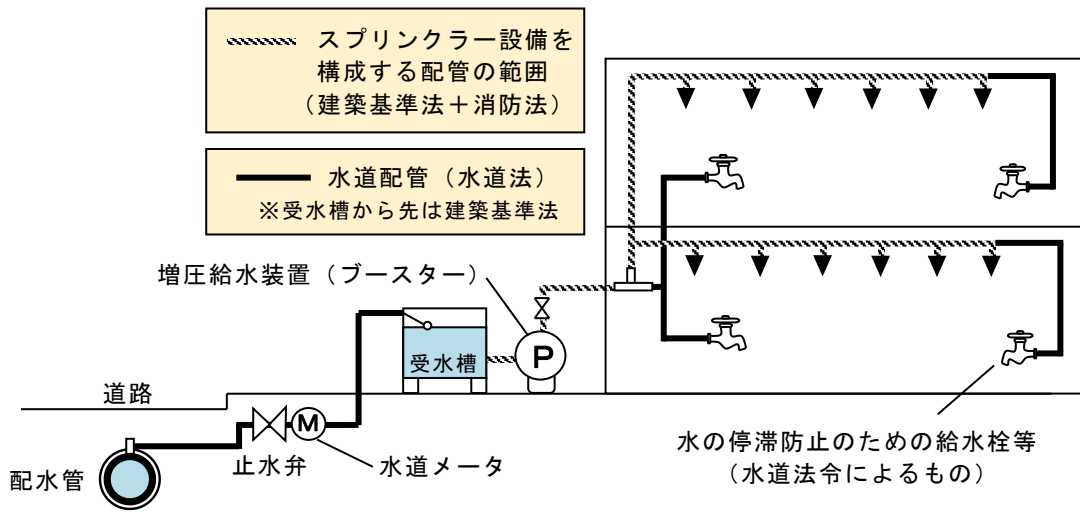 スプリンクラー設備を
構成する配管の範囲
（建築基準法＋消防法）
水道配管（水道法）
※受水槽から先は建築基準法
増圧給水装置（ブースター）
受水槽
P
道路
M
止水弁
水道メータ
配水管
水の停滞防止のための給水栓等
（水道法令によるもの）